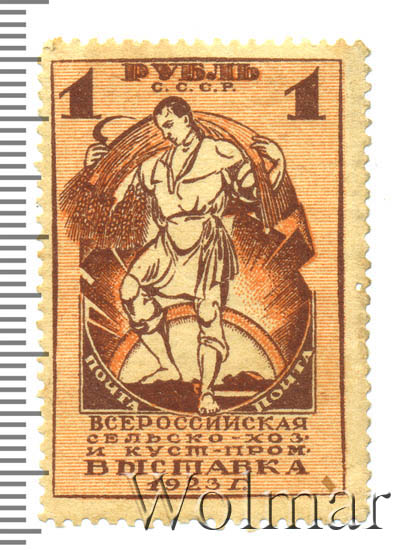 1 РУБЛЬ 1
С.С.С.Р.
ПОЧТА ПОЧТА
ВСЕРОССИЙСКАЯ
СЕЛЬСКО-ХОЗ.
И КУСТ-ПРОМ.
ВЫСТАВКА
1923 Г.
Wolmar